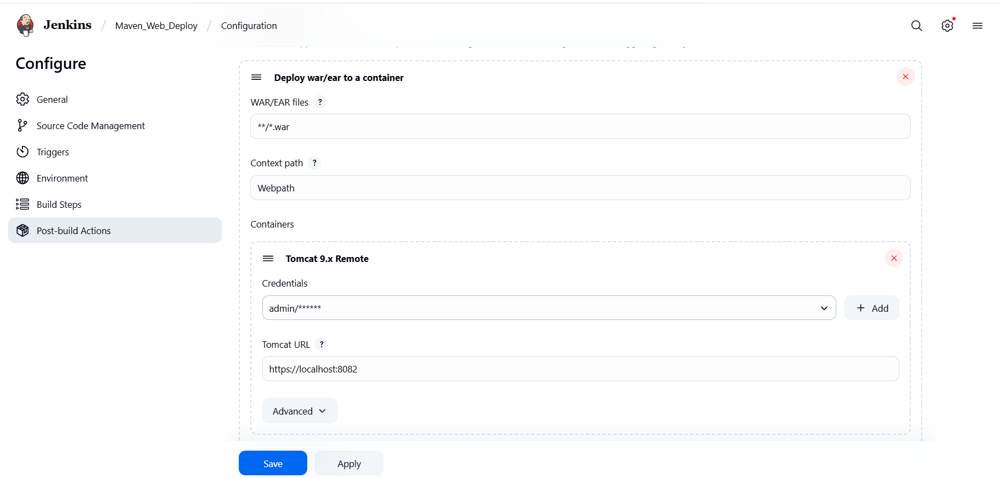 Jenkins / Maven_Web_Deploy / Configuration
Configure
General
Source Code Management
Triggers
Environment
Build Steps
Post-build Actions
Deploy war/ear to a container
WAR/EAR files ?
**/*.war
Context path ?
Webpath
Containers
Tomcat 9.x Remote
Credentials
admin/******
+ Add
Tomcat URL ?
https://localhost:8082
Advanced
Save
Apply